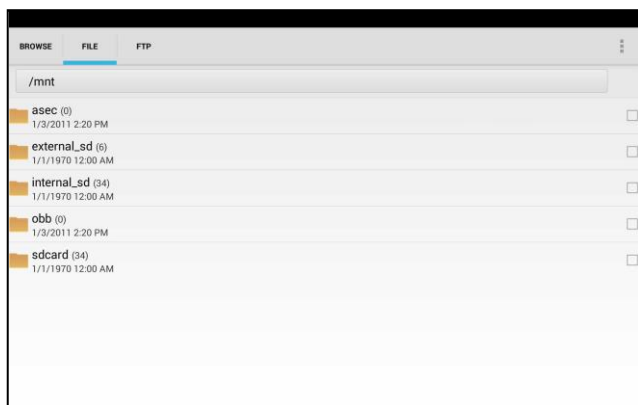 BROWSE FILE FTP
/mnt
asec (0)
1/3/2011 2:20 PM
external_sd (6)
1/1/1970 12:00 AM
internal_sd (34)
1/1/1970 12:00 AM
obb (0)
1/3/2011 2:20 PM
sdcard (34)
1/1/1970 12:00 AM